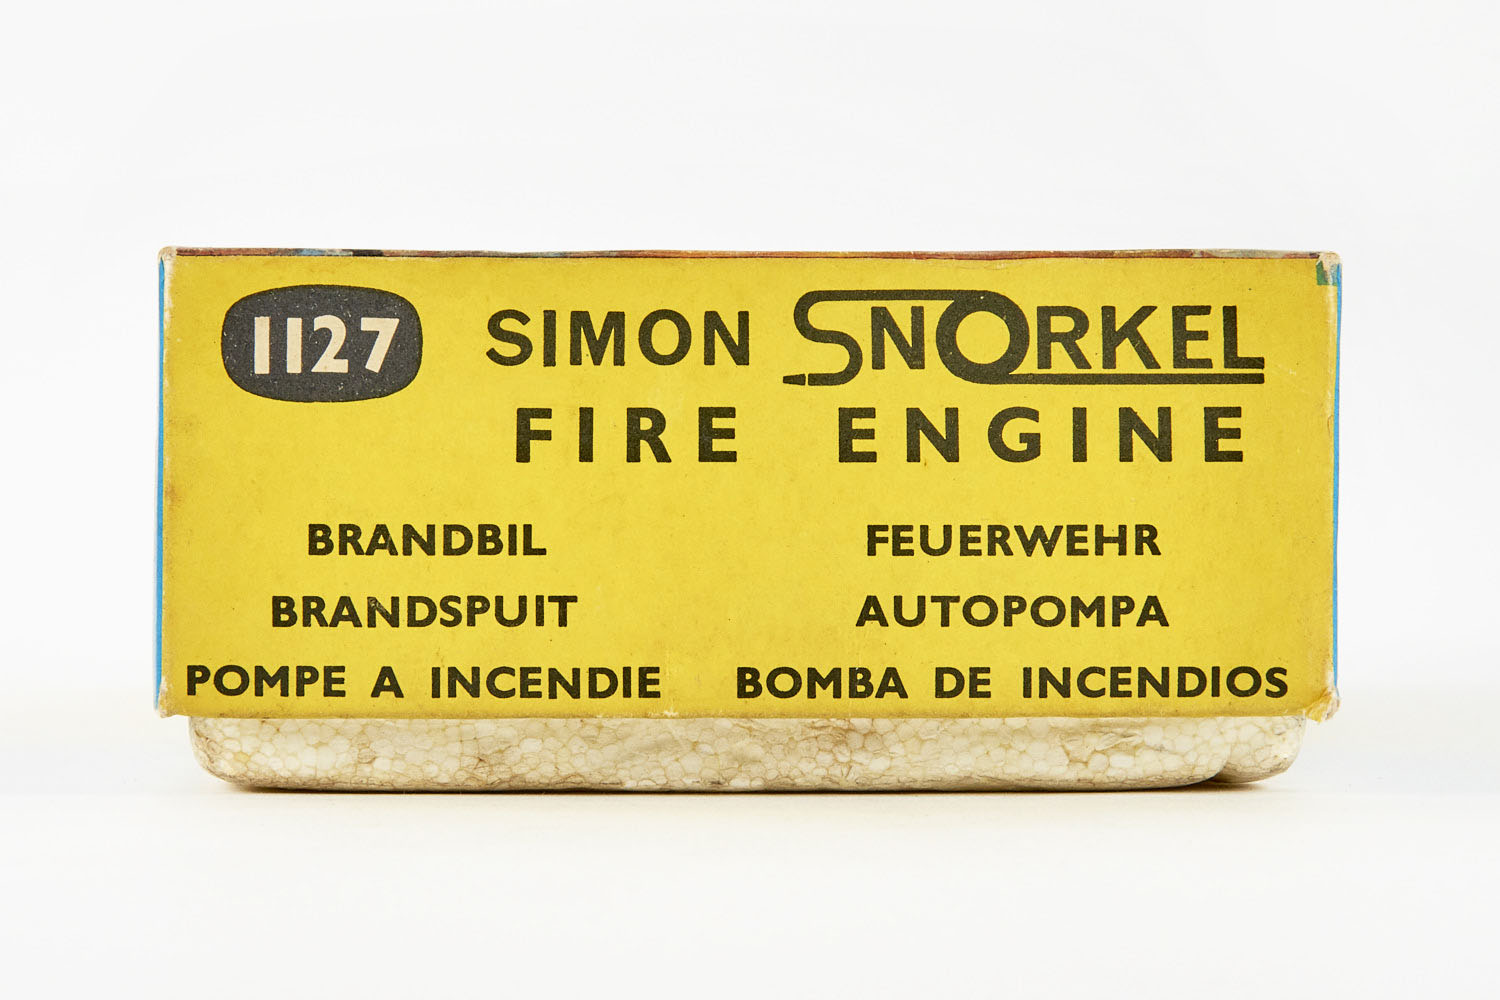 1127 SIMON SNORKEL
FIRE ENGINE
BRANDBIL FEUERWEHR
BRANDSPUIT AUTOPOMPA
POMPE A INCENDIE BOMBA DE INCENDIOS